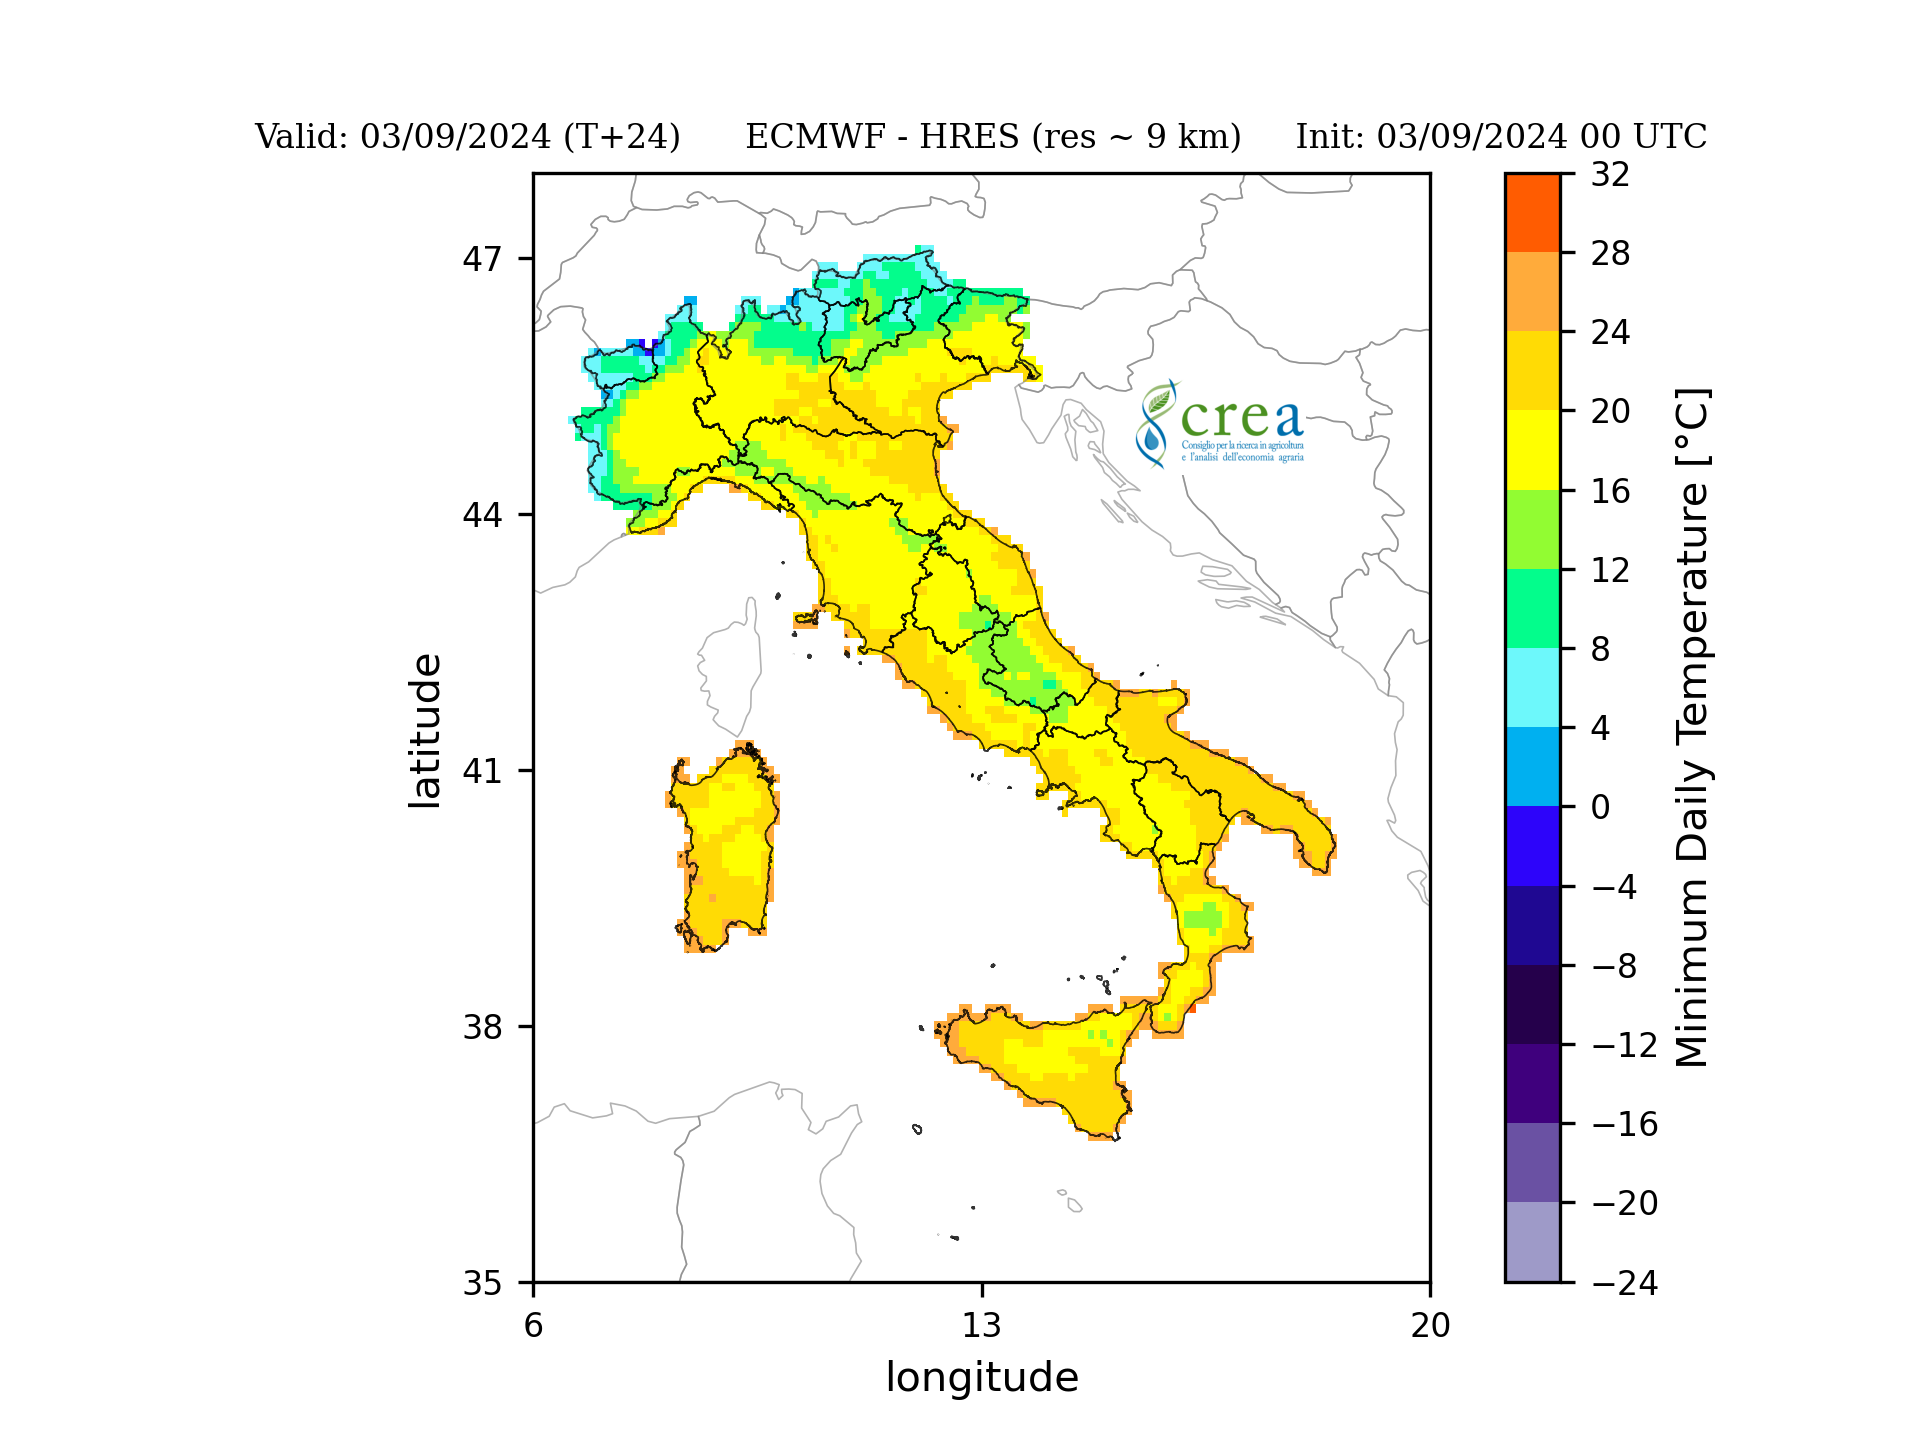 Valid: 03/09/2024 (T+24) ECMWF - HRES (res ~ 9 km) Init: 03/09/2024 00 UTC
47
44
41
38
35
latitude
6 13 20
longitude
crea
Consiglio per la ricerca in agricoltura
e l'analisi dell'economia agraria
32
28
24
20
16
12
8
4
0
−4
−8
−12
−16
−20
−24
Minimum Daily Temperature [°C]